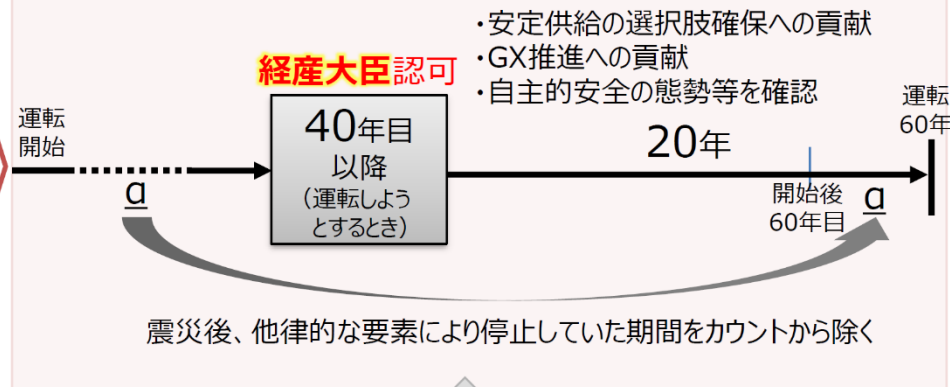 ・安定供給の選択肢確保への貢献
・GX推進への貢献
・自主的安全の態勢等を確認
経産大臣認可
運転
開始
40年目
以降
(運転しよう
とするとき)
20年
運転
60年
a
開始後
60年目
a
震災後、他律的な要素により停止していた期間をカウントから除く